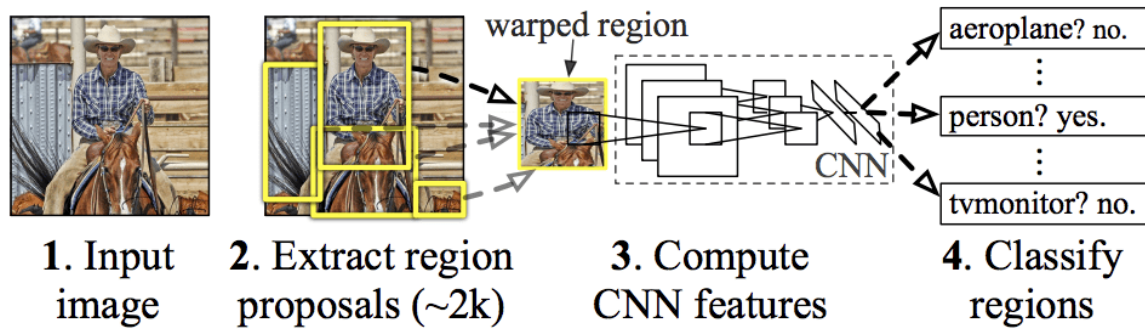 warped region
aeroplane? no.
⋮
person? yes.
⋮
tvmonitor? no.
CNN
1. Input
image
2. Extract region
proposals (~2k)
3. Compute
CNN features
4. Classify
regions